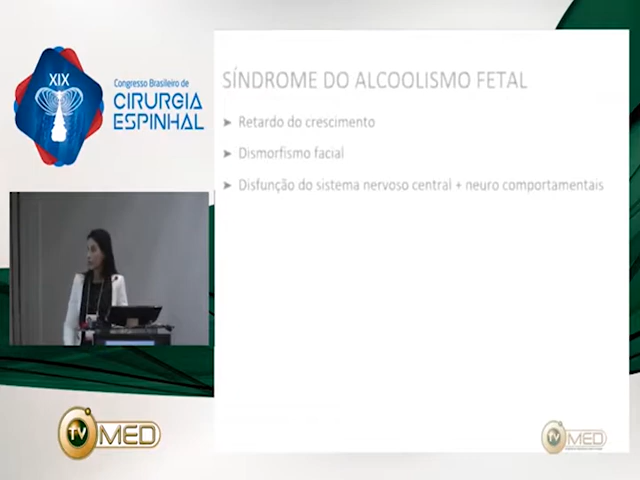 XIX
Congresso Brasileiro de
CIRURGIA
ESPINHAL
SÍNDROME DO ALCOOLISMO FETAL
➤ Retardo do crescimento
➤ Dismorfismo facial
➤ Disfunção do sistema nervoso central + neuro comportamentais
TV MED
TV MED